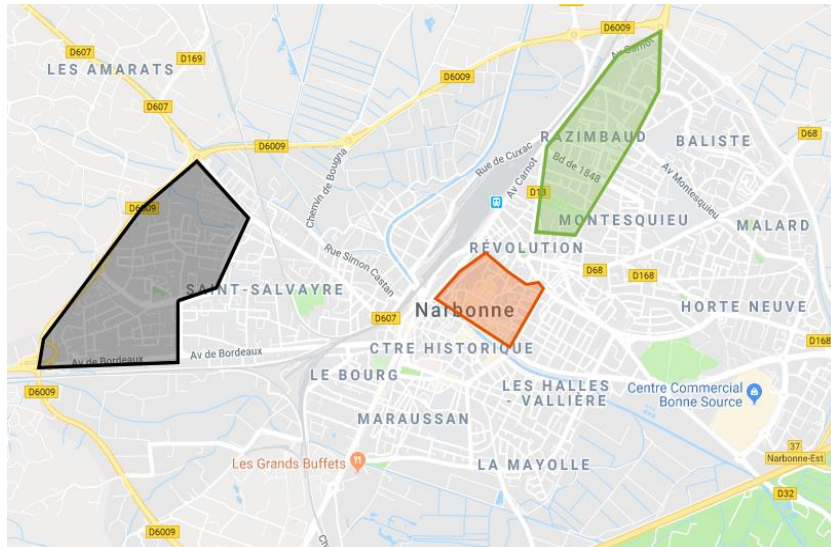 D6009
D607
D169
Av Carnot
LES AMARATS
D6009
D607
D6009
RAZIMBAUD
BALISTE
D68
Rue de Cuxac
Chemin de Bougna
Bd de 1848
Av Montesquieu
Av Carnot
D13
D6009
MONTESQUIEU
MALARD
RÉVOLUTION
Rue Simon Castan
D68
D168
SAINT-SALVAYRE
Narbonne
HORTE NEUVE
D607
D168
CTRE HISTORIQUE
Av de Bordeaux
Av de Bordeaux
LE BOURG
LES HALLES
- VALLIÈRE
Centre Commercial
Bonne Source
D6009
MARAUSSAN
37
Narbonne-Est
Les Grands Buffets
LA MAYOLLE
D32
D6009